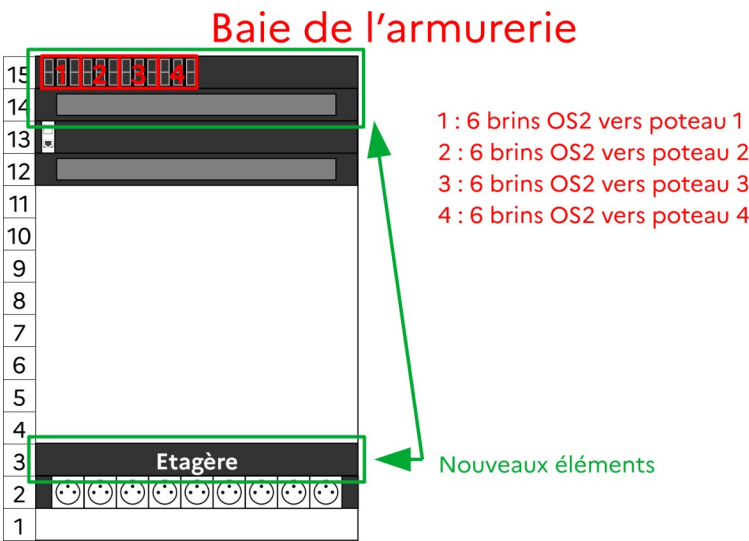 Baie de l'armurerie
15
1 2 3 4
14
13
12
11
10
9
8
7
6
5
4
3
2
1
1 : 6 brins OS2 vers poteau 1
2 : 6 brins OS2 vers poteau 2
3 : 6 brins OS2 vers poteau 3
4 : 6 brins OS2 vers poteau 4
Etagère
Nouveaux éléments